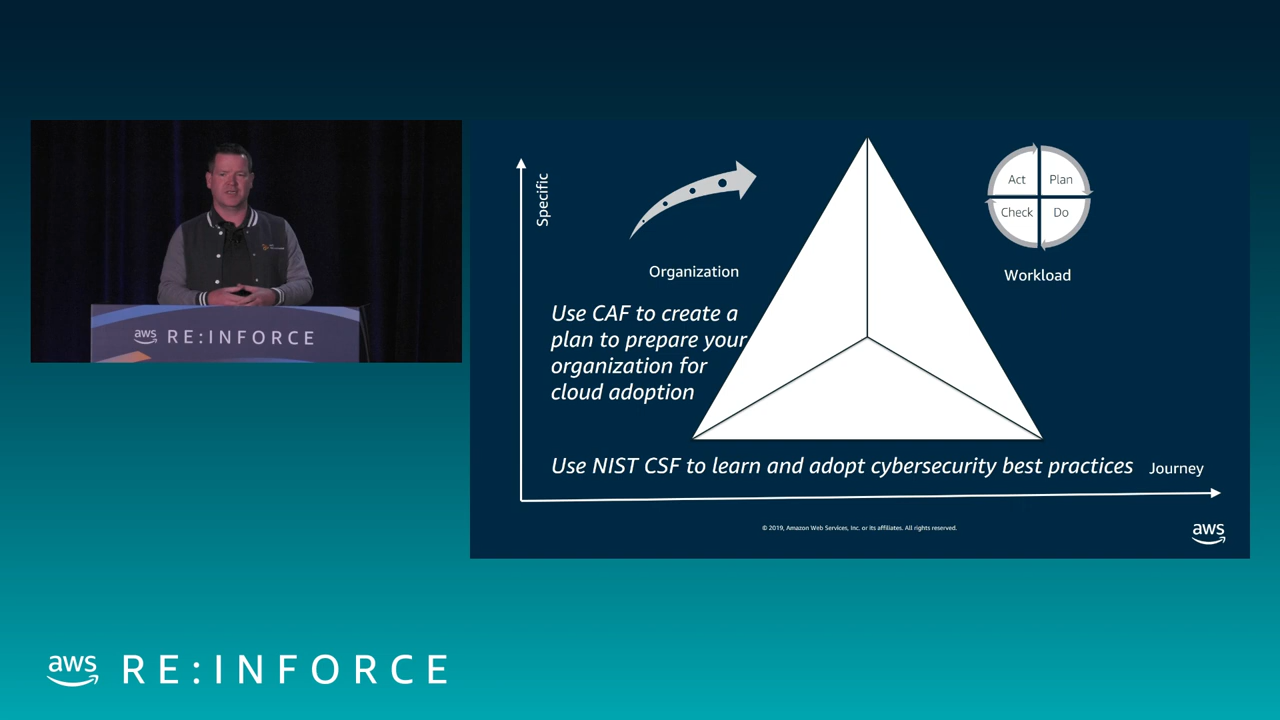 aws RE:INFORCE
Specific
Organization
Act
Plan
Check
Do
Workload
Use CAF to create a
plan to prepare your
organization for
cloud adoption
Use NIST CSF to learn and adopt cybersecurity best practices
Journey
© 2019, Amazon Web Services, Inc. or its affiliates. All rights reserved.
aws
aws RE:INFORCE